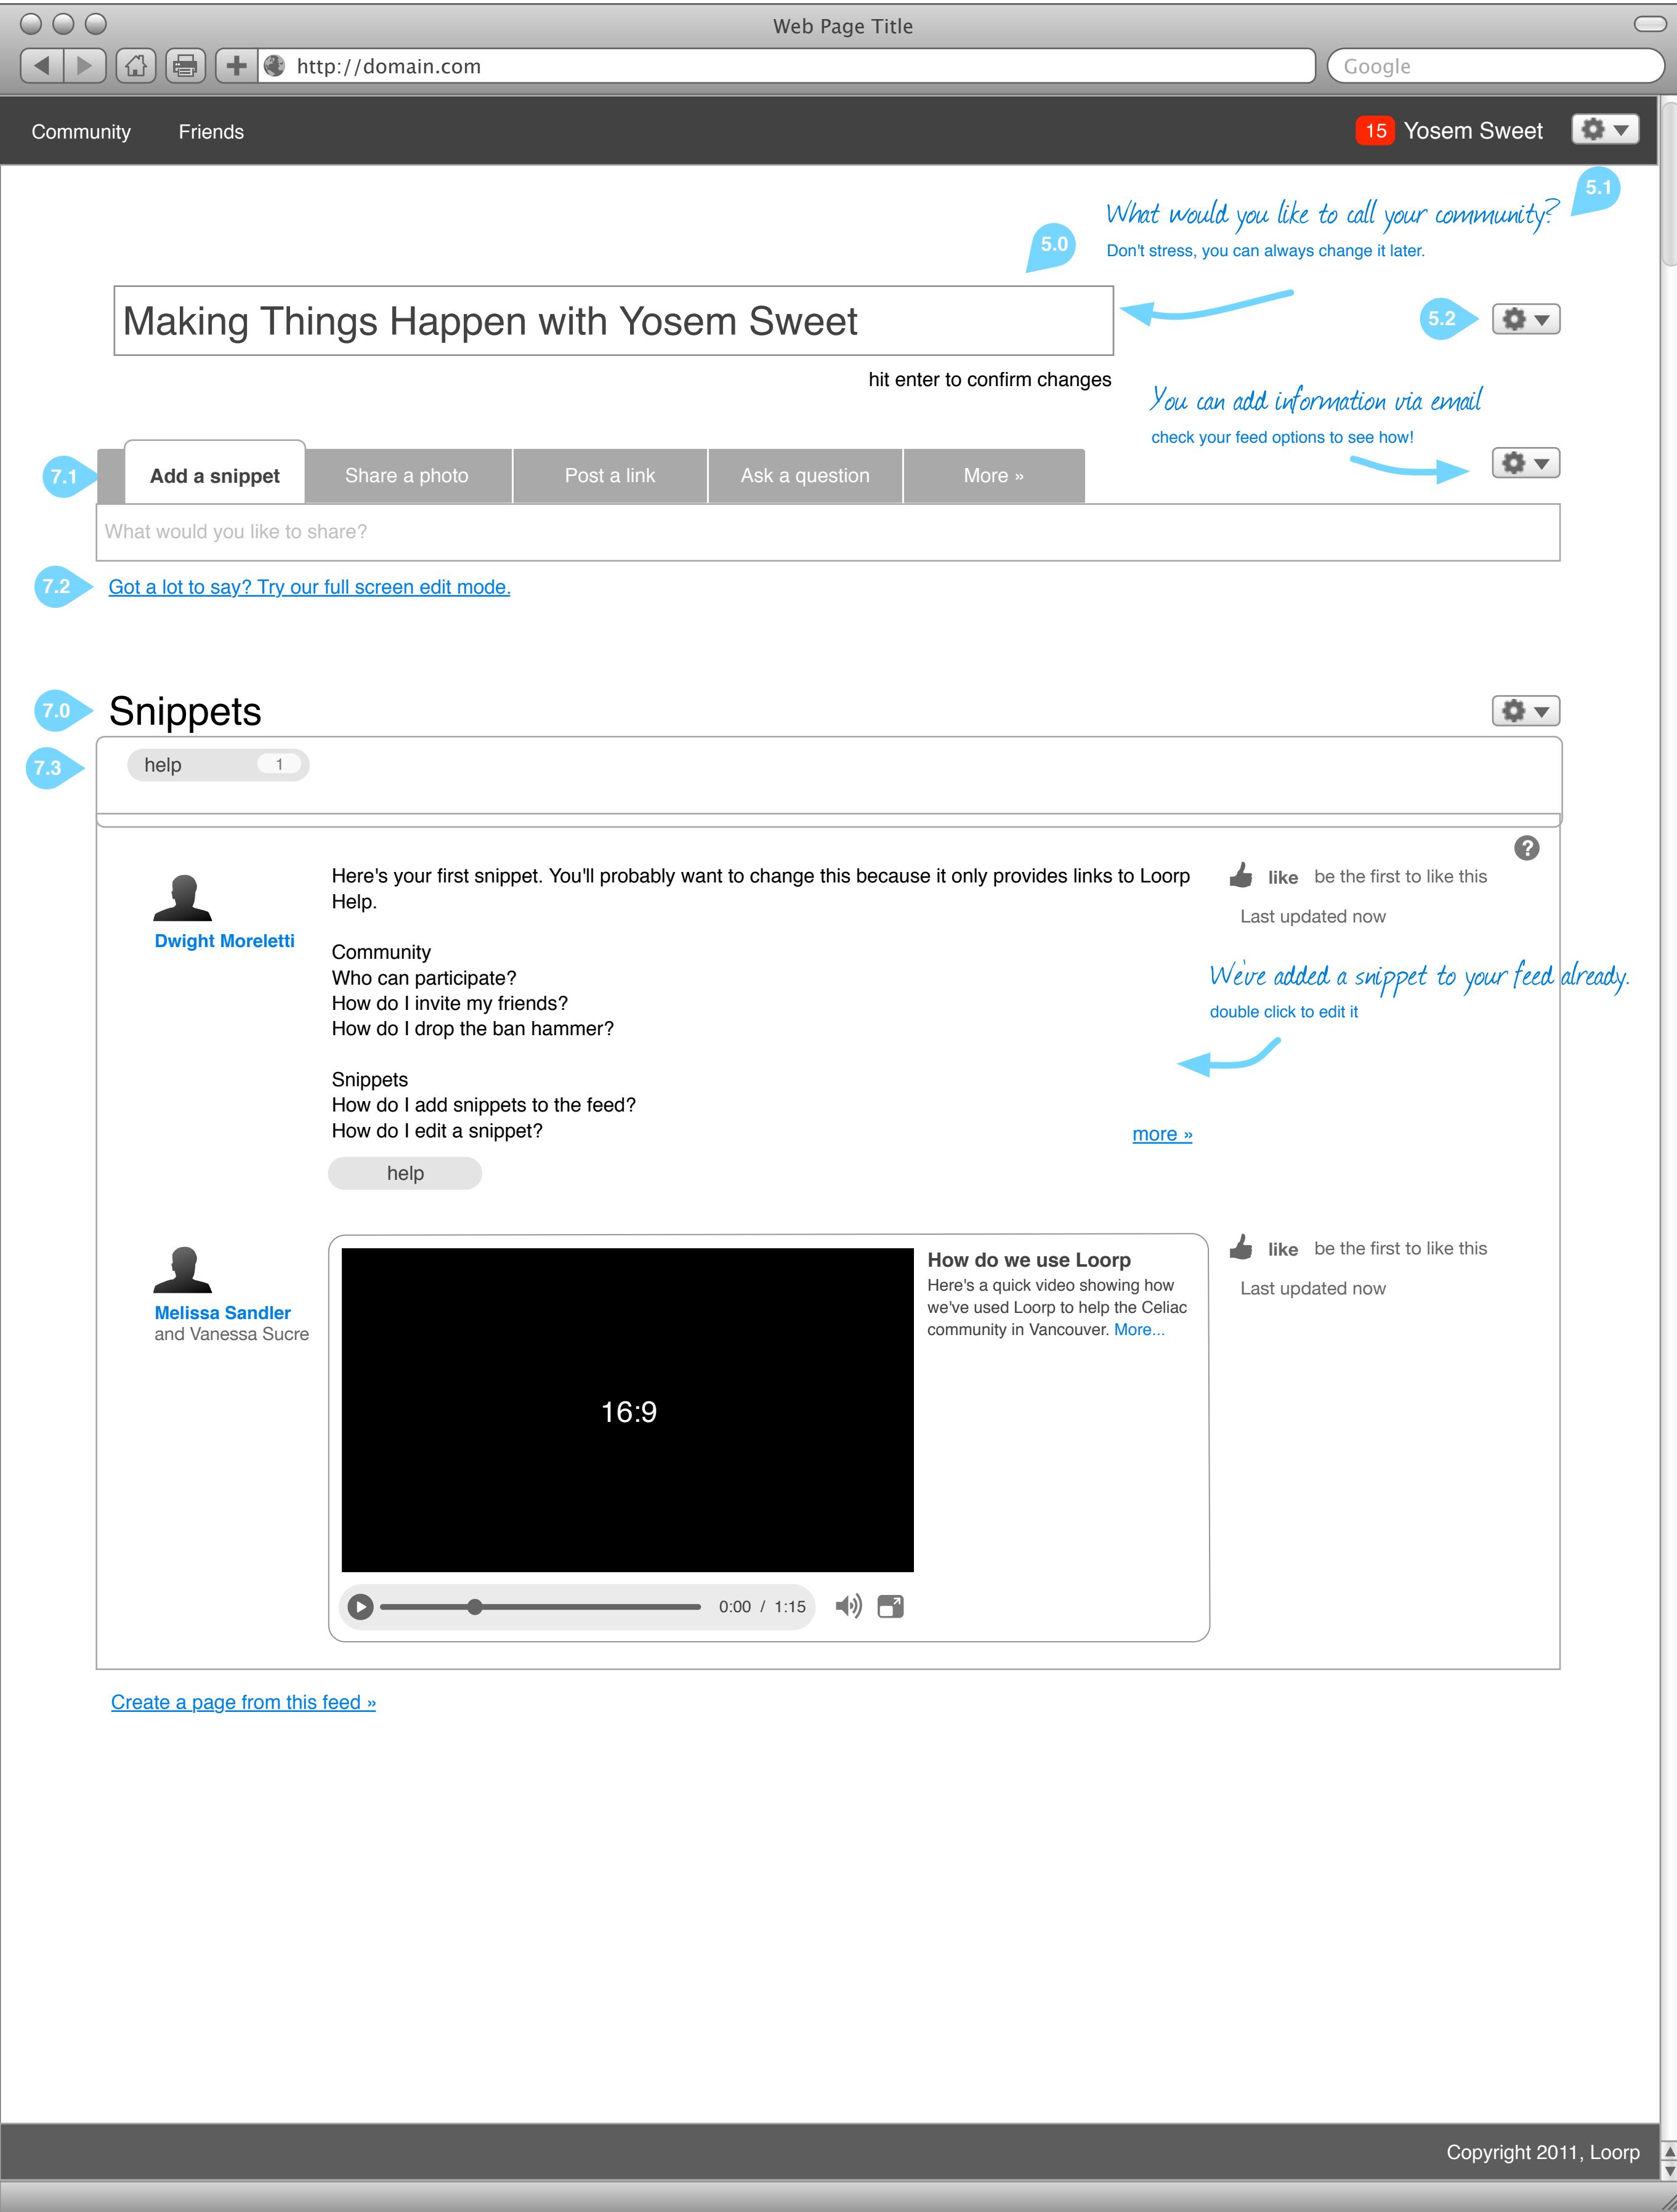 Web Page Title
http://domain.com
Google
Community Friends
15 Yosem Sweet
5.1
What would you like to call your community?
5.0
Don't stress, you can always change it later.
Making Things Happen with Yosem Sweet
5.2
hit enter to confirm changes
You can add information via email
check your feed options to see how!
7.1
Add a snippet Share a photo Post a link Ask a question More »
What would you like to share?
7.2
Got a lot to say? Try our full screen edit mode.
7.0
Snippets
7.3
help 1
?
Here's your first snippet. You'll probably want to change this because it only provides links to Loorp
Help.
like be the first to like this
Last updated now
Dwight Moreletti
Community
Who can participate?
How do I invite my friends?
How do I drop the ban hammer?
We've added a snippet to your feed already.
double click to edit it
Snippets
How do I add snippets to the feed?
How do I edit a snippet?
more »
help
Melissa Sandler
and Vanessa Sucre
16:9
How do we use Loorp
Here's a quick video showing how
we've used Loorp to help the Celiac
community in Vancouver. More...
like be the first to like this
Last updated now
0:00 / 1:15
Create a page from this feed »
Copyright 2011, Loorp